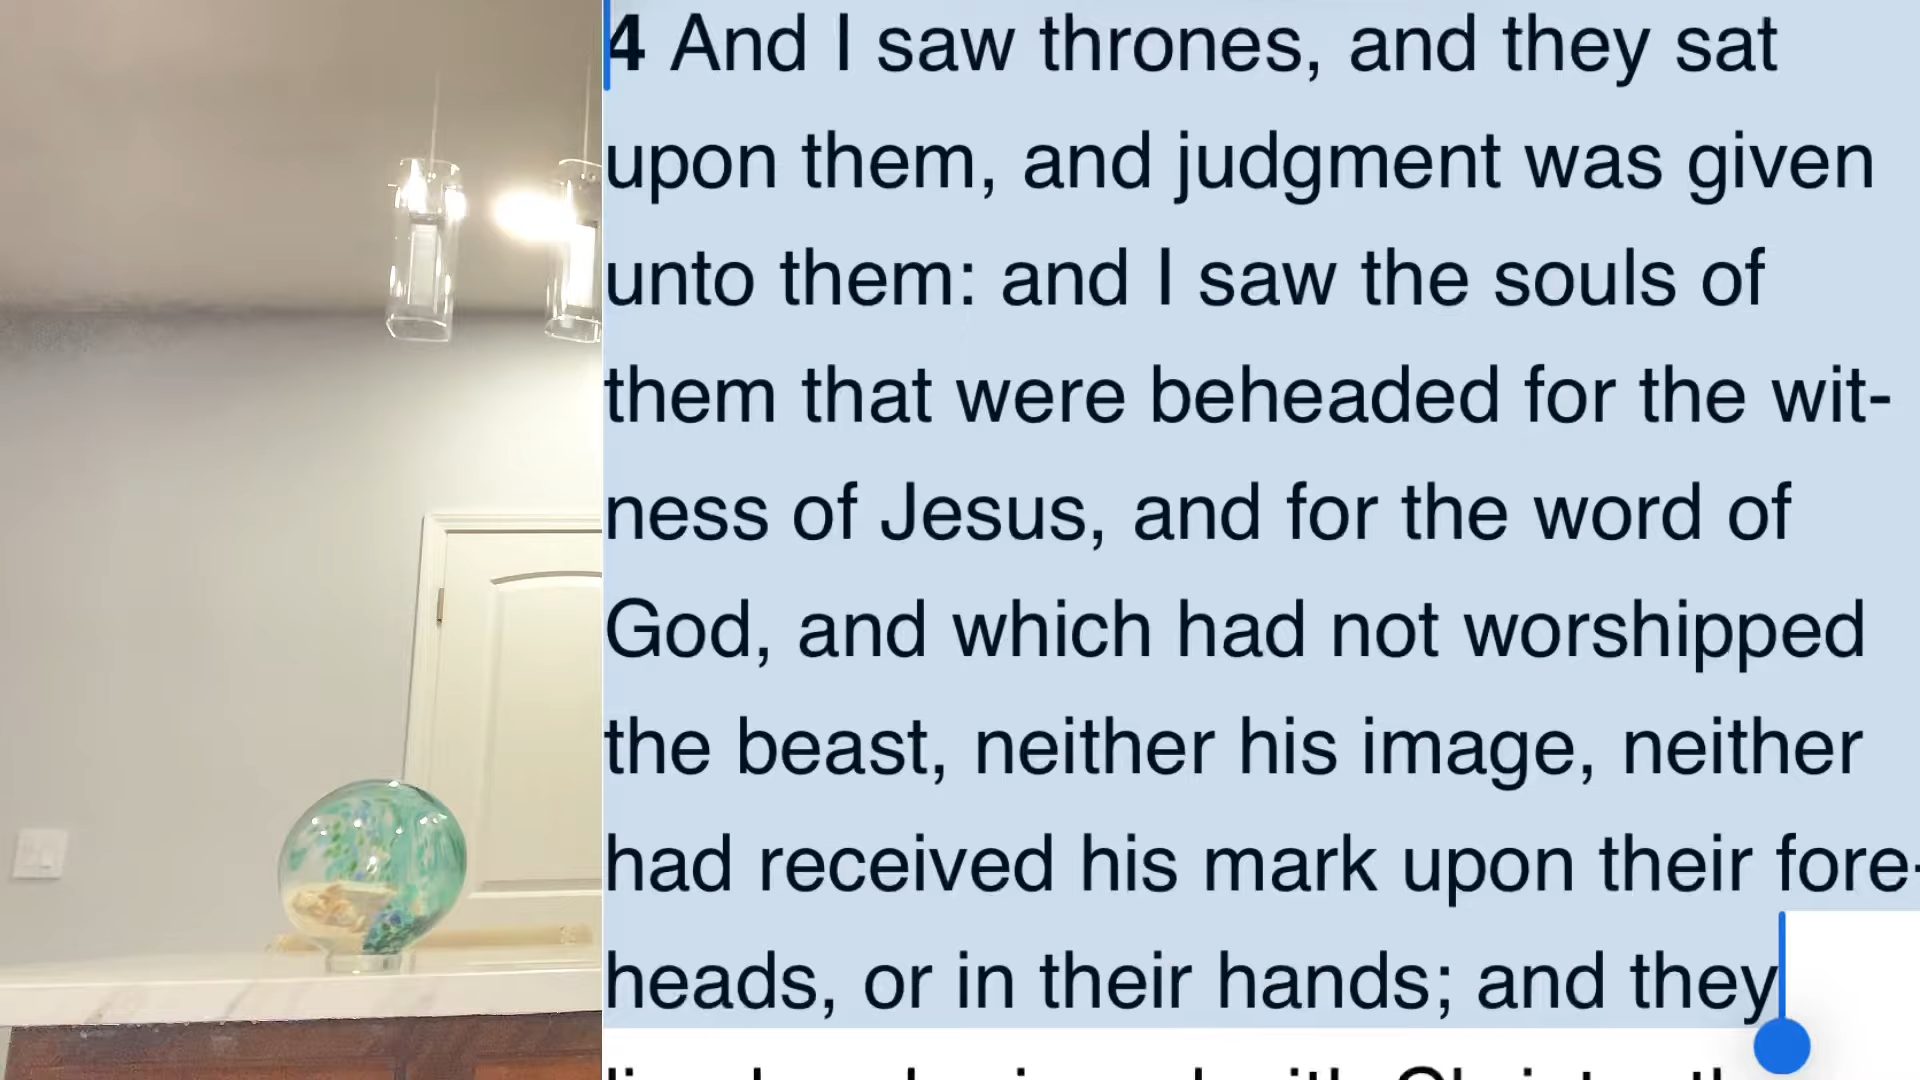 4 And I saw thrones, and they sat
upon them, and judgment was given
unto them: and I saw the souls of
them that were beheaded for the wit-
ness of Jesus, and for the word of
God, and which had not worshipped
the beast, neither his image, neither
had received his mark upon their fore-
heads, or in their hands; and they